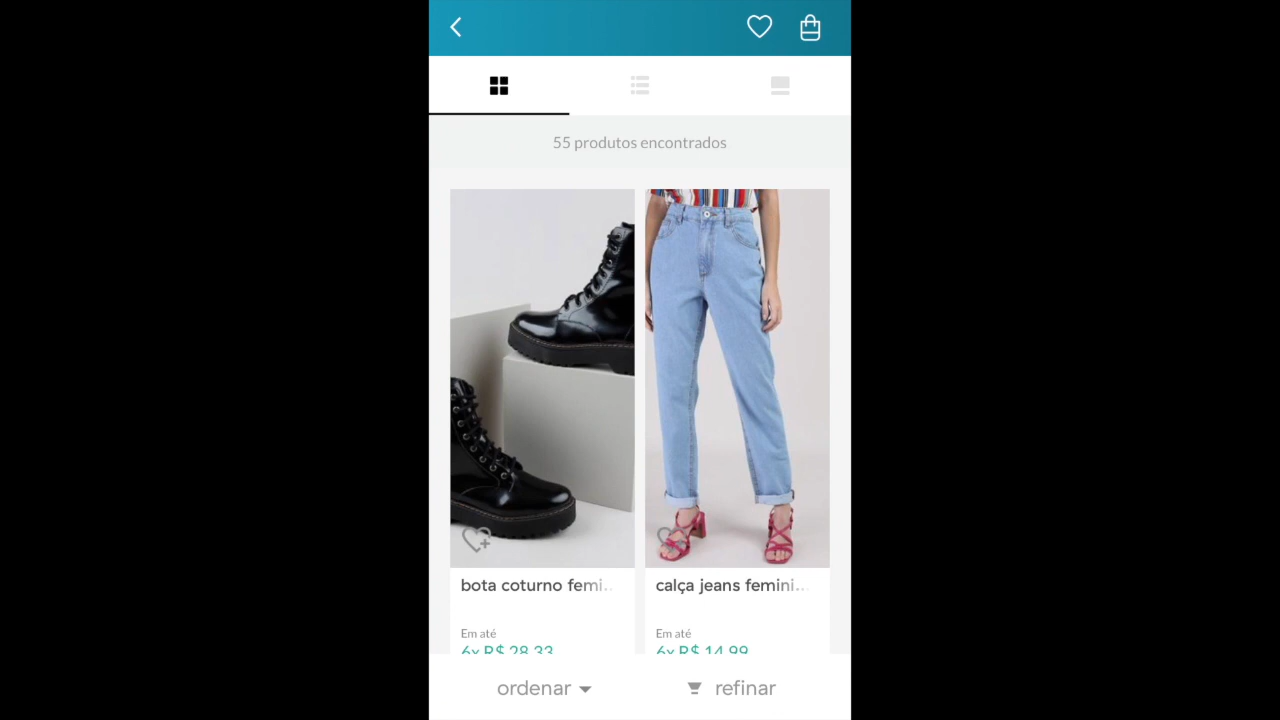 55 produtos encontrados
bota coturno femi...
calça jeans femini...
Em até
Em até
6x R$ 28,33
6x R$ 14,99
ordenar
refinar